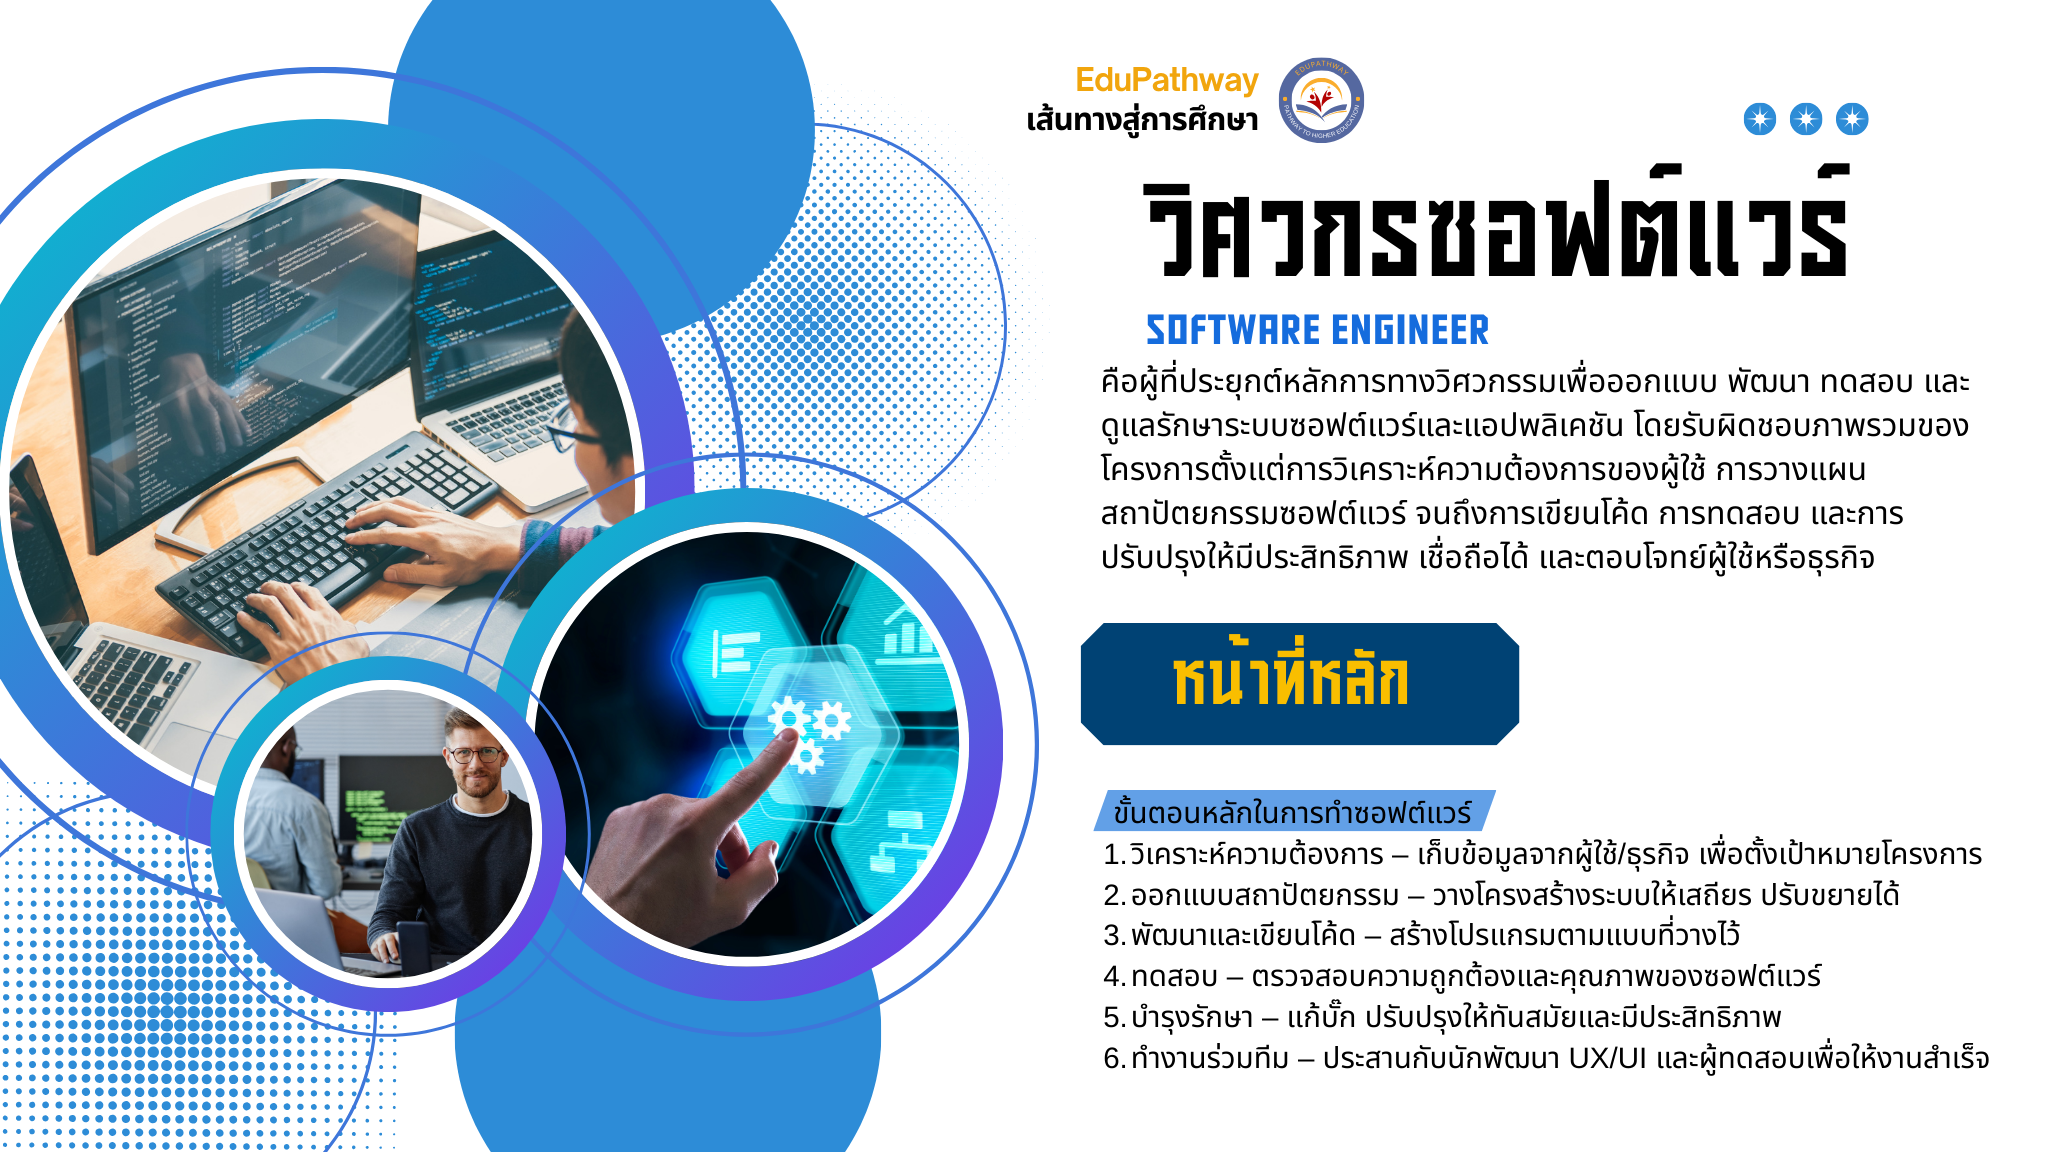 EduPathway
เส้นทางสู่การศึกษา
EDUPATHWAY
PATHWAY TO HIGHER EDUCATION
วิศวกรซอฟต์แวร์
SOFTWARE ENGINEER
คือผู้ที่ประยุกต์หลักการทางวิศวกรรมเพื่อออกแบบ พัฒนา ทดสอบ และ
ดูแลรักษาระบบซอฟต์แวร์และแอปพลิเคชัน โดยรับผิดชอบภาพรวมของ
โครงการตั้งแต่การวิเคราะห์ความต้องการของผู้ใช้ การวางแผน
สถาปัตยกรรมซอฟต์แวร์ จนถึงการเขียนโค้ด การทดสอบ และการ
ปรับปรุงให้มีประสิทธิภาพ เชื่อถือได้ และตอบโจทย์ผู้ใช้หรือธุรกิจ
หน้าที่หลัก
ขั้นตอนหลักในการทำซอฟต์แวร์
1. วิเคราะห์ความต้องการ – เก็บข้อมูลจากผู้ใช้/ธุรกิจ เพื่อตั้งเป้าหมายโครงการ
2. ออกแบบสถาปัตยกรรม – วางโครงสร้างระบบให้เสถียร ปรับขยายได้
3. พัฒนาและเขียนโค้ด – สร้างโปรแกรมตามแบบที่วางไว้
4. ทดสอบ – ตรวจสอบความถูกต้องและคุณภาพของซอฟต์แวร์
5. บำรุงรักษา – แก้บั๊ก ปรับปรุงให้ทันสมัยและมีประสิทธิภาพ
6. ทำงานร่วมทีม – ประสานกับนักพัฒนา UX/UI และผู้ทดสอบเพื่อให้งานสำเร็จ